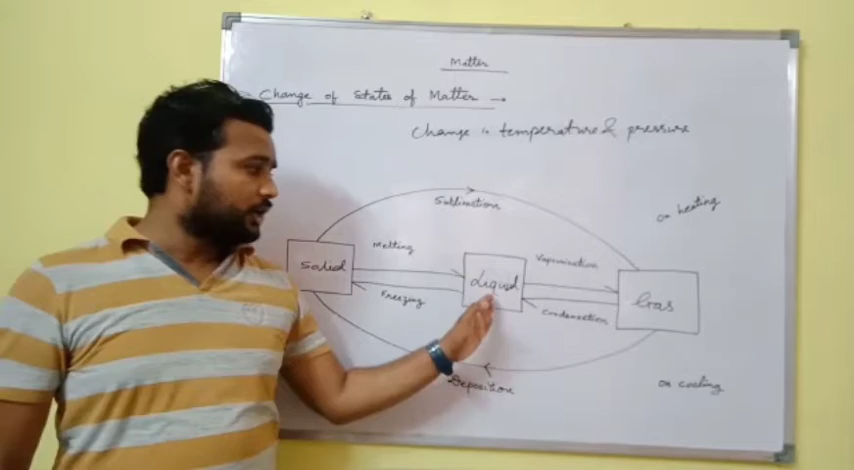 Matter
Change of States of Matter
Change in temperature & pressure
Sublimation
on heating
Melting
Vaporisation
Solid
Liquid
Gas
Freezing
Condensation
Deposition
on cooling